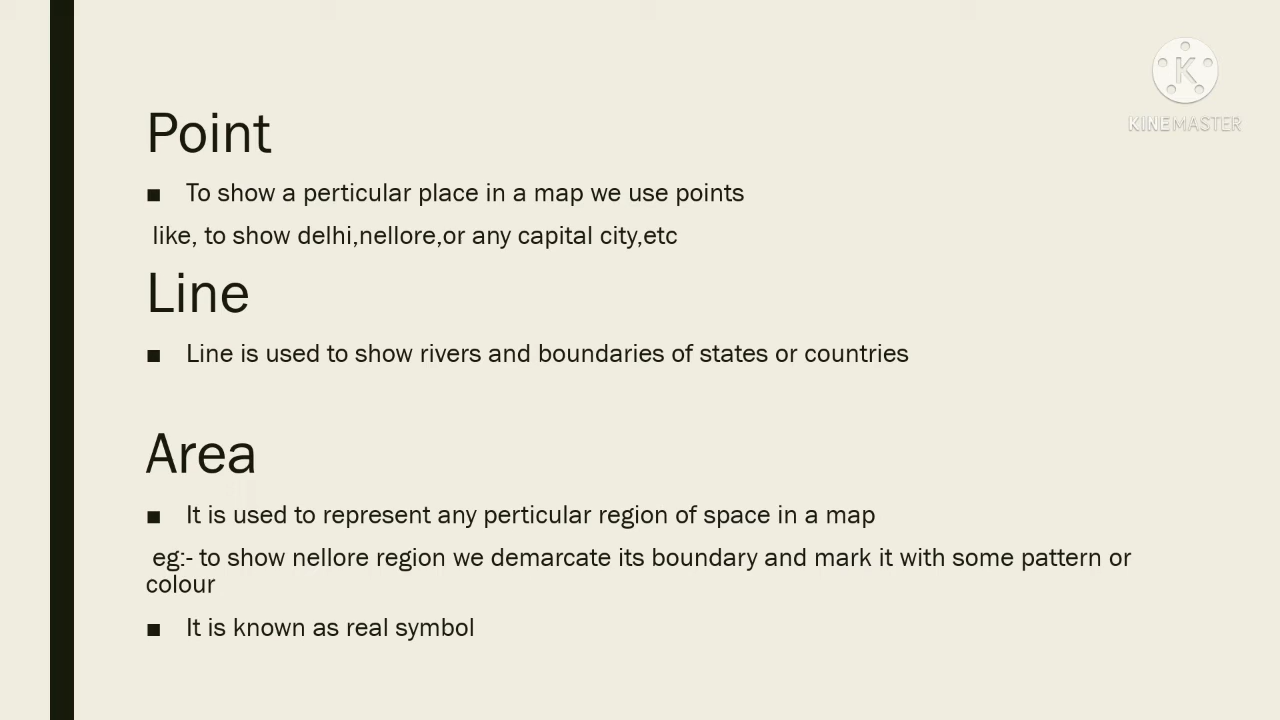 KINEMASTER
Point
■ To show a perticular place in a map we use points
like, to show delhi,nellore,or any capital city,etc
Line
■ Line is used to show rivers and boundaries of states or countries
Area
■ It is used to represent any perticular region of space in a map
eg:- to show nellore region we demarcate its boundary and mark it with some pattern or
colour
■ It is known as real symbol